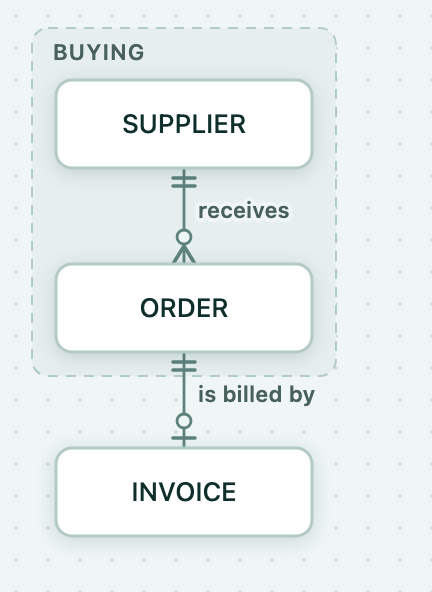 BUYING
SUPPLIER
receives
ORDER
is billed by
INVOICE